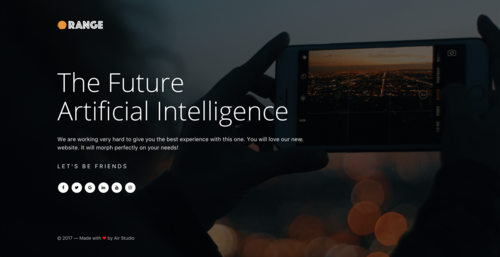 ORANGE
The Future
Artificial Intelligence
We are working very hard to give you the best experience with this one. You will love our new,
website. It will morph perfectly on your needs!
LET'S BE FRIENDS
© 2017 — Made with ♥ by Air Studio